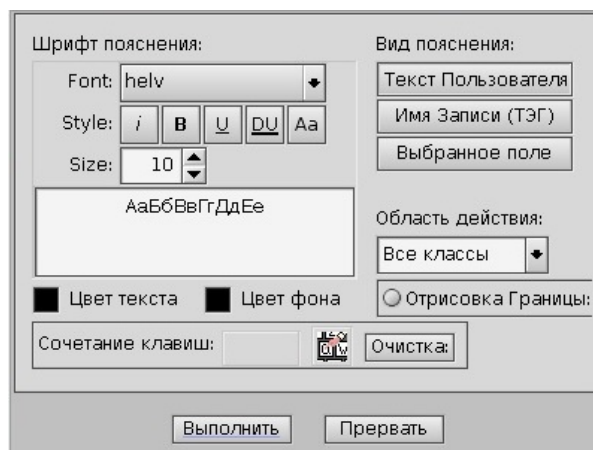 Шрифт пояснения:
Font: helv
Style: i B U DU Aa
Size: 10
АаБбВвГгДдЕе
Цвет текста Цвет фона
Вид пояснения:
Текст Пользователя
Имя Записи (ТЭГ)
Выбранное поле
Область действия:
Все классы
Отрисовка Границы:
Сочетание клавиш: Очистка:
Выполнить Прервать